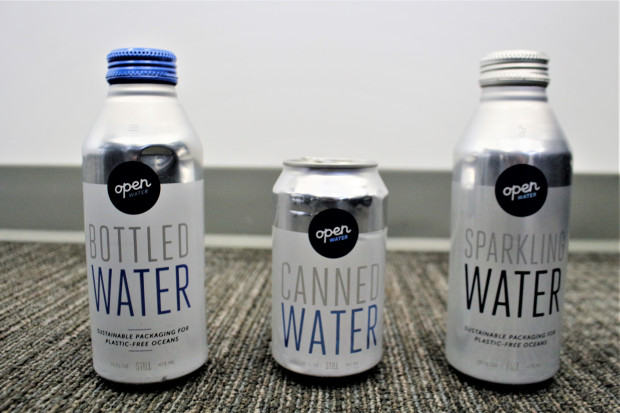 open
WATER
BOTTLED
WATER
SUSTAINABLE PACKAGING FOR
PLASTIC-FREE OCEANS
STILL
open
WATER
CANNED
WATER
STILL
open
WATER
SPARKLING
WATER
SUSTAINABLE PACKAGING FOR
PLASTIC-FREE OCEANS